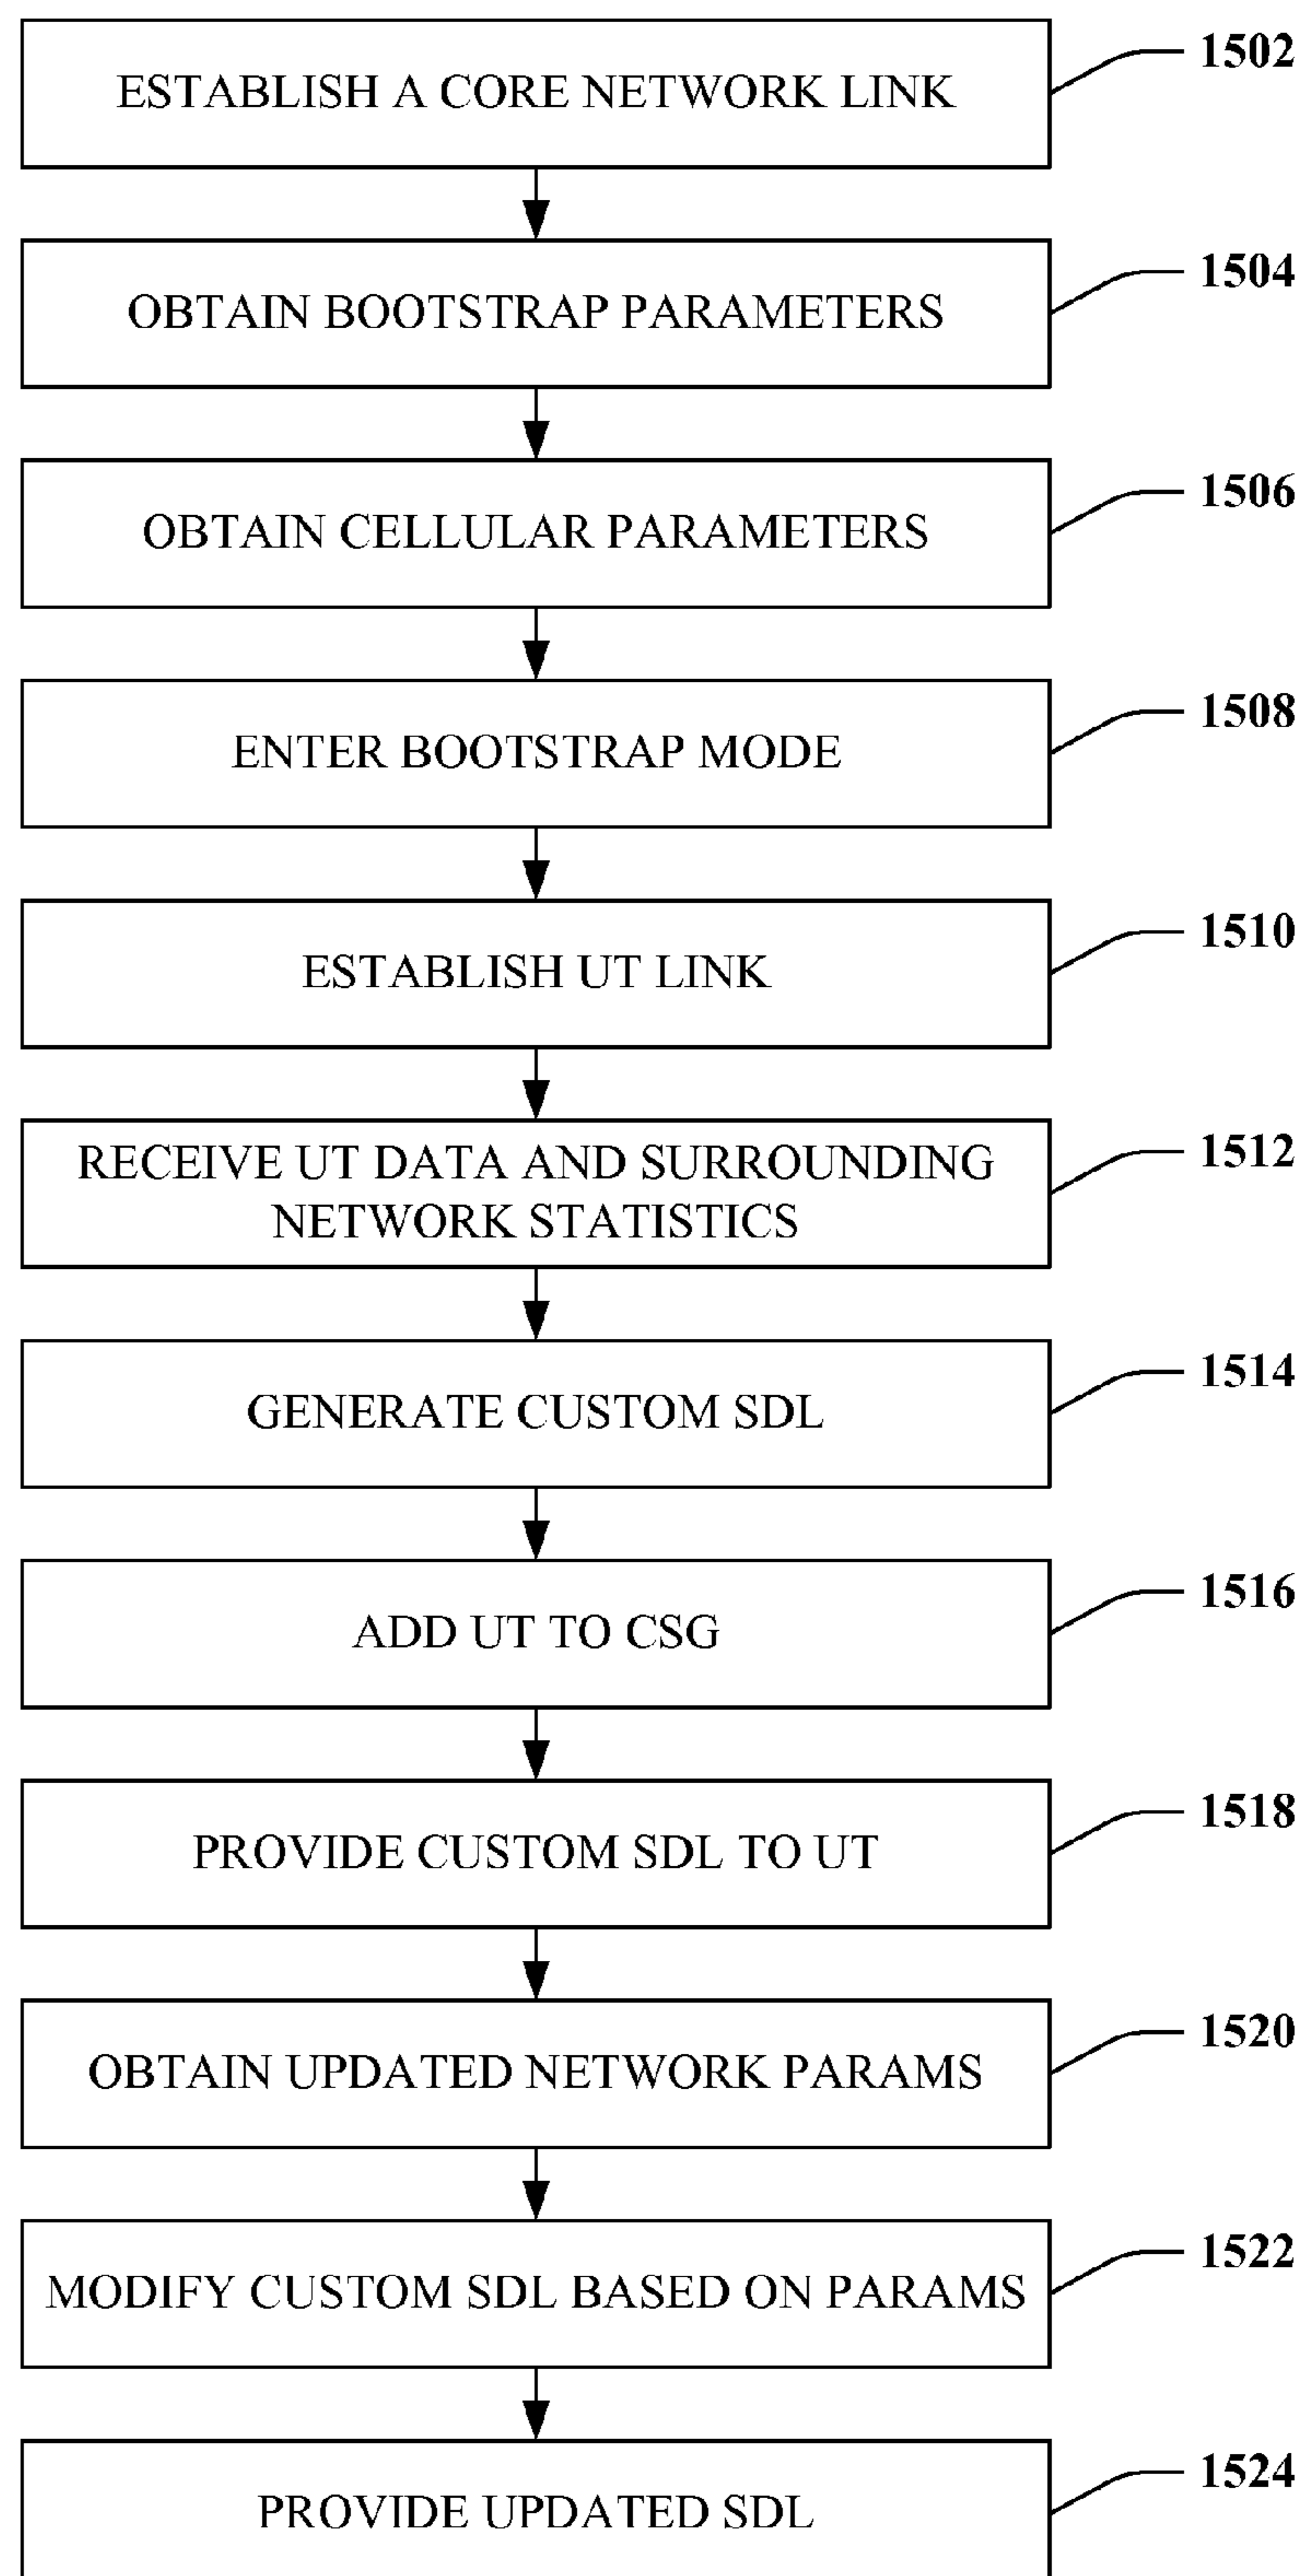 ESTABLISH A CORE NETWORK LINK
1502
OBTAIN BOOTSTRAP PARAMETERS
1504
OBTAIN CELLULAR PARAMETERS
1506
ENTER BOOTSTRAP MODE
1508
ESTABLISH UT LINK
1510
RECEIVE UT DATA AND SURROUNDING
NETWORK STATISTICS
1512
GENERATE CUSTOM SDL
1514
ADD UT TO CSG
1516
PROVIDE CUSTOM SDL TO UT
1518
OBTAIN UPDATED NETWORK PARAMS
1520
MODIFY CUSTOM SDL BASED ON PARAMS
1522
PROVIDE UPDATED SDL
1524